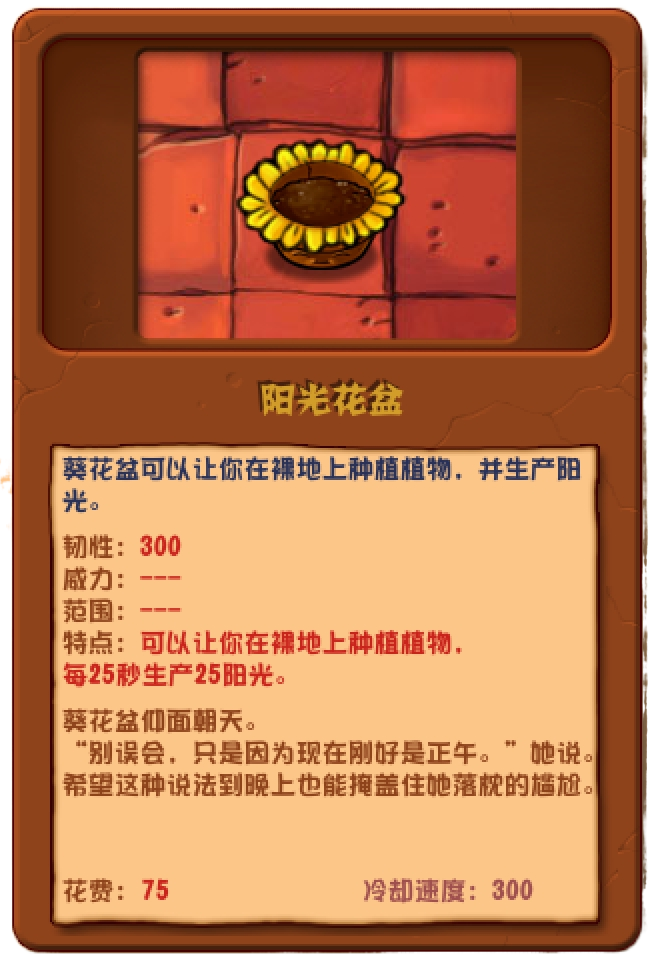 阳光花盆
葵花盆可以让你在裸地上种植植物，并生产阳
光。
韧性：300
威力：---
范围：---
特点：可以让你在裸地上种植植物，
每25秒生产25阳光。
葵花盆仰面朝天。
“别误会，只是因为现在刚好是正午。”她说。
希望这种说法到晚上也能掩盖住她落枕的尴尬。
花费：75 冷却速度：300